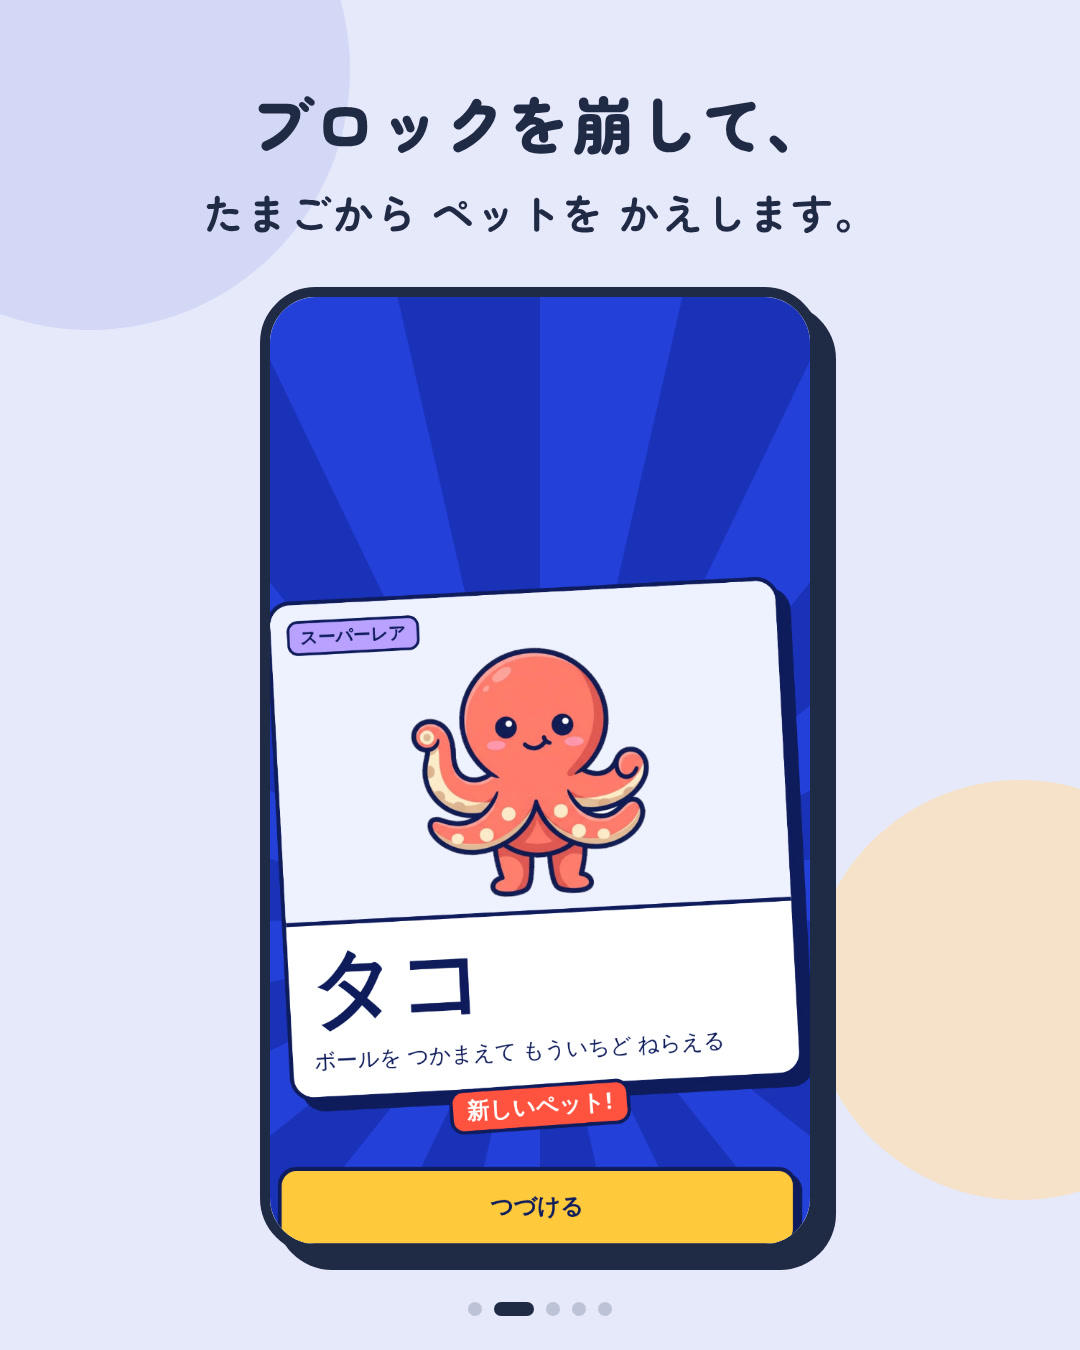 ブロックを崩して、
たまごから ペットを かえします。
スーパーレア
タコ
ボールを つかまえて もういちど ねらえる
新しいペット!
つづける